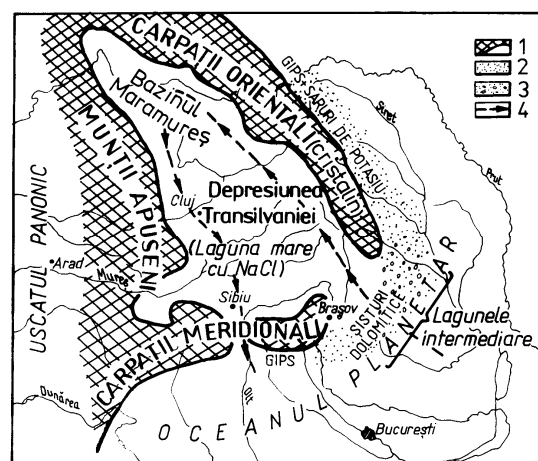 CARPAȚII ORIENTALI (cristalin)
GIPS-SĂRURI DE POTASIU
1
2
3
4
Bazinul
Maramureș
Siret
Prut
MUNȚII APUSENI
USCATUL PANONIC
Cluj
Depresiunea
Transilvaniei
(Laguna mare
cu NaCl)
Arad
Mureș
Sibiu
Brașov
ȘISTURI
DOLOMITICE
Lagunele
intermediare
CARPAȚII MERIDIONALI
GIPS
Dunărea
Olt
OCEANUL PLANETAR
București